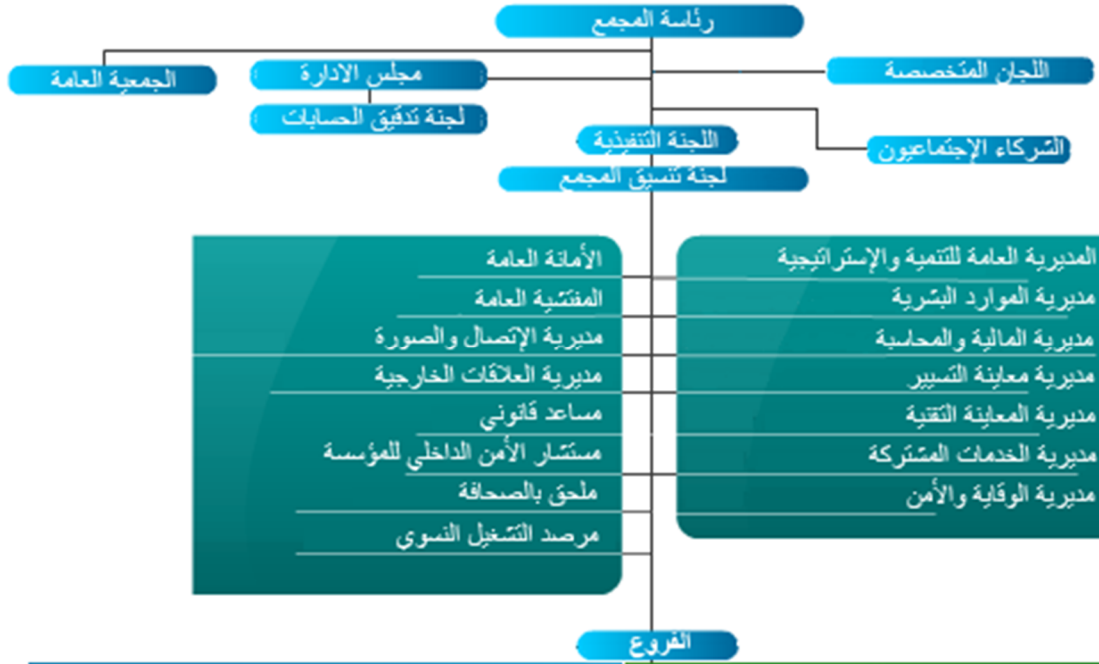 رئاسة المجمع
اللجان المتخصصة
مجلس الادارة
الجمعية العامة
لجنة تدقيق الحسابات
اللجنة التنفيذية
الشركاء الإجتماعيون
لجنة تنسيق المجمع
المديرية العامة للتنمية والإستراتيجية
مديرية الموارد البشرية
مديرية المالية والمحاسبة
مديرية معاينة التسيير
مديرية المعاينة التقنية
مديرية الخدمات المشتركة
مديرية الوقاية والأمن
الأمانة العامة
المفتشية العامة
مديرية الإتصال والصورة
مديرية العلاقات الخارجية
مساعد قانوني
مستشار الأمن الداخلي للمؤسسة
ملحق بالصحافة
مرصد التشغيل النسوي
الفروع